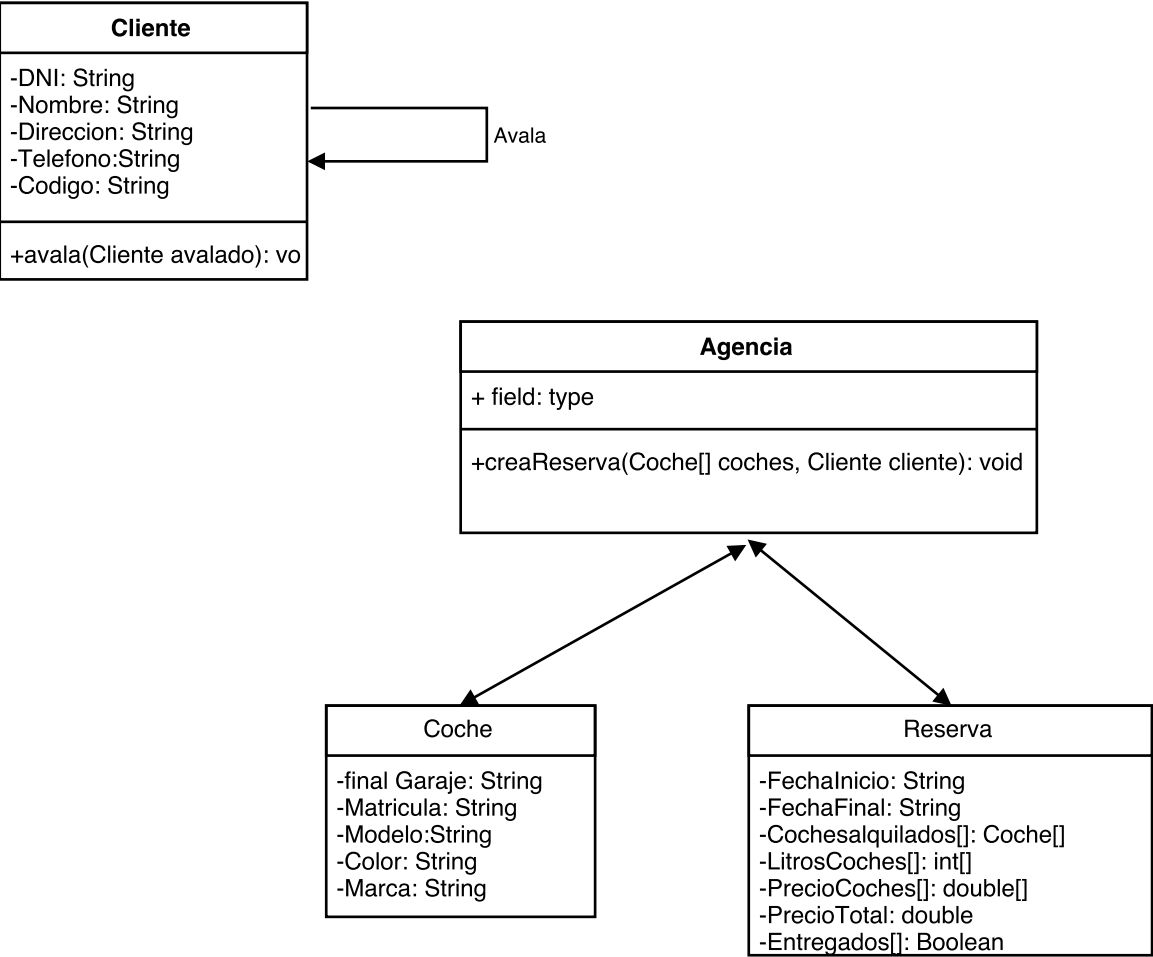 Cliente
-DNI: String
-Nombre: String
-Direccion: String
-Telefono:String
-Codigo: String
+avala(Cliente avalado): vo
Avala
Agencia
+ field: type
+creaReserva(Coche[] coches, Cliente cliente): void
Coche
-final Garaje: String
-Matricula: String
-Modelo:String
-Color: String
-Marca: String
Reserva
-FechaInicio: String
-FechaFinal: String
-Cochesalquilados[]: Coche[]
-LitrosCoches[]: int[]
-PrecioCoches[]: double[]
-PrecioTotal: double
-Entregados[]: Boolean